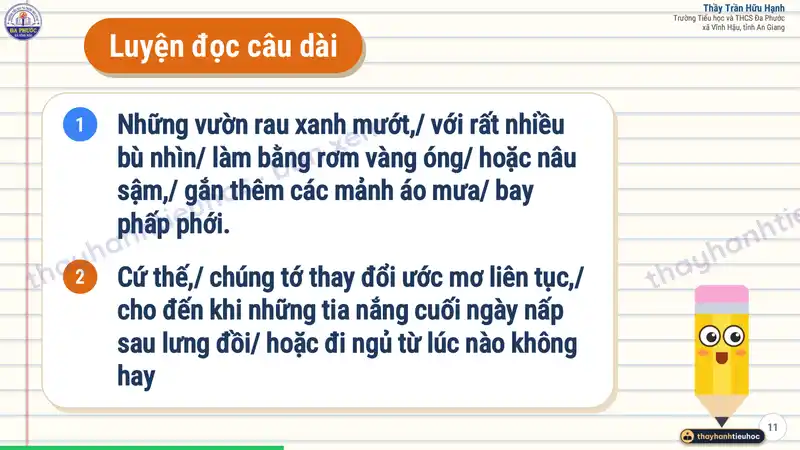 Thầy Trần Hữu Hạnh
Trường Tiểu học và THCS Đa Phước
xã Vĩnh Hậu, tỉnh An Giang
ĐA PHƯỚC
Luyện đọc câu dài
1
Những vườn rau xanh mướt,/ với rất nhiều
bù nhìn/ làm bằng rơm vàng óng/ hoặc nâu
sậm,/ gắn thêm các mảnh áo mưa/ bay
phấp phới.
2
Cứ thế,/ chúng tớ thay đổi ước mơ liên tục,/
cho đến khi những tia nắng cuối ngày nấp
sau lưng đồi/ hoặc đi ngủ từ lúc nào không
hay
thayhanhtieuhoc
11